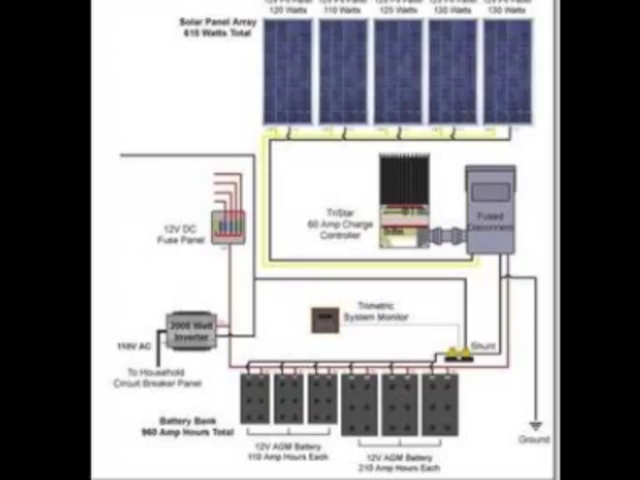 120 Watts 110 Watts 125 Watts 130 Watts 130 Watts
Solar Panel Array
610 Watts Total
TriStar
60 Amp Charge
Controller
Fused
Disconnect
12V DC
Fuse Panel
Trimetric
System Monitor
2000 Watt
Inverter
110V AC
Shunt
To Household
Circuit Breaker Panel
Battery Bank
960 Amp Hours Total
12V AGM Battery
110 Amp Hours Each
12V AGM Battery
210 Amp Hours Each
Ground